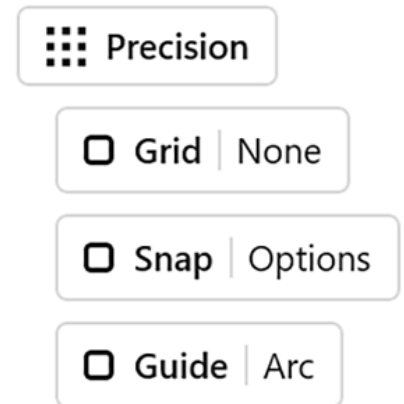 Precision
Grid | None
Snap | Options
Guide | Arc